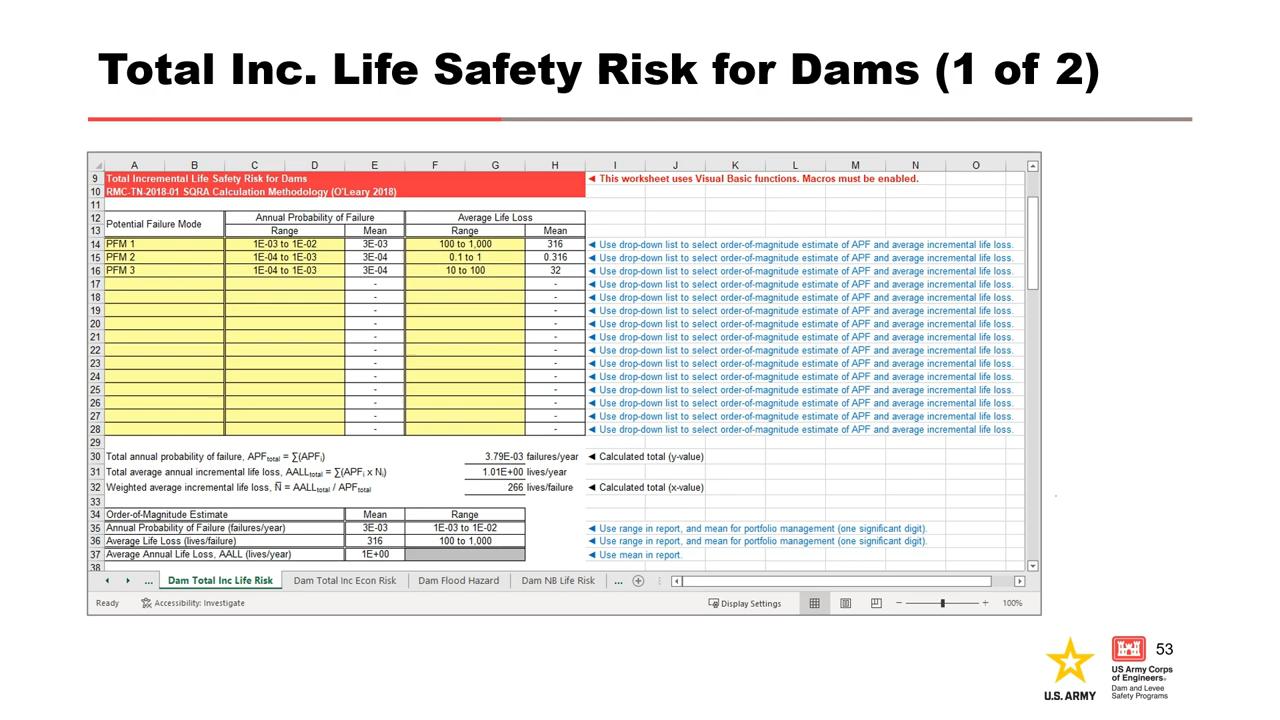 Total Inc. Life Safety Risk for Dams (1 of 2)
A B C D E F G H I J K L M N O
9 Total Incremental Life Safety Risk for Dams ◄ This worksheet uses Visual Basic functions. Macros must be enabled.
10 RMC-TN-2018-01 SQRA Calculation Methodology (O'Leary 2018)
11
12 Potential Failure Mode Annual Probability of Failure Average Life Loss
13 Range Mean Range Mean
14 PFM 1 1E-03 to 1E-02 3E-03 100 to 1,000 316 ◄ Use drop-down list to select order-of-magnitude estimate of APF and average incremental life loss.
15 PFM 2 1E-04 to 1E-03 3E-04 0.1 to 1 0.316 ◄ Use drop-down list to select order-of-magnitude estimate of APF and average incremental life loss.
16 PFM 3 1E-04 to 1E-03 3E-04 10 to 100 32 ◄ Use drop-down list to select order-of-magnitude estimate of APF and average incremental life loss.
17 - - ◄ Use drop-down list to select order-of-magnitude estimate of APF and average incremental life loss.
18 - - ◄ Use drop-down list to select order-of-magnitude estimate of APF and average incremental life loss.
19 - - ◄ Use drop-down list to select order-of-magnitude estimate of APF and average incremental life loss.
20 - - ◄ Use drop-down list to select order-of-magnitude estimate of APF and average incremental life loss.
21 - - ◄ Use drop-down list to select order-of-magnitude estimate of APF and average incremental life loss.
22 - - ◄ Use drop-down list to select order-of-magnitude estimate of APF and average incremental life loss.
23 - - ◄ Use drop-down list to select order-of-magnitude estimate of APF and average incremental life loss.
24 - - ◄ Use drop-down list to select order-of-magnitude estimate of APF and average incremental life loss.
25 - - ◄ Use drop-down list to select order-of-magnitude estimate of APF and average incremental life loss.
26 - - ◄ Use drop-down list to select order-of-magnitude estimate of APF and average incremental life loss.
27 - - ◄ Use drop-down list to select order-of-magnitude estimate of APF and average incremental life loss.
28 - - ◄ Use drop-down list to select order-of-magnitude estimate of APF and average incremental life loss.
29
30 Total annual probability of failure, APFtotal = ∑(APFi) 3.79E-03 failures/year ◄ Calculated total (y-value)
31 Total average annual incremental life loss, AALLtotal = ∑(APFi x Ni) 1.01E+00 lives/year
32 Weighted average incremental life loss, N̄ = AALLtotal / APFtotal 266 lives/failure ◄ Calculated total (x-value)
33
34 Order-of-Magnitude Estimate Mean Range
35 Annual Probability of Failure (failures/year) 3E-03 1E-03 to 1E-02 ◄ Use range in report, and mean for portfolio management (one significant digit).
36 Average Life Loss (lives/failure) 316 100 to 1,000 ◄ Use range in report, and mean for portfolio management (one significant digit).
37 Average Annual Life Loss, AALL (lives/year) 1E+00 ◄ Use mean in report.
38
... Dam Total Inc Life Risk Dam Total Inc Econ Risk Dam Flood Hazard Dam NB Life Risk ...
Ready Accessibility: Investigate Display Settings 100%
53
U.S. ARMY
US Army Corps
of Engineers®
Dam and Levee
Safety Programs